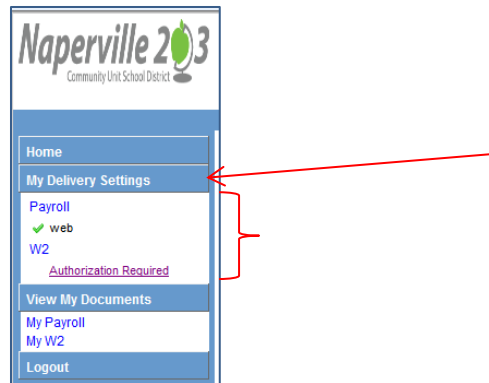 Naperville 203
Community Unit School District
Home
My Delivery Settings
Payroll
web
W2
Authorization Required
View My Documents
My Payroll
My W2
Logout